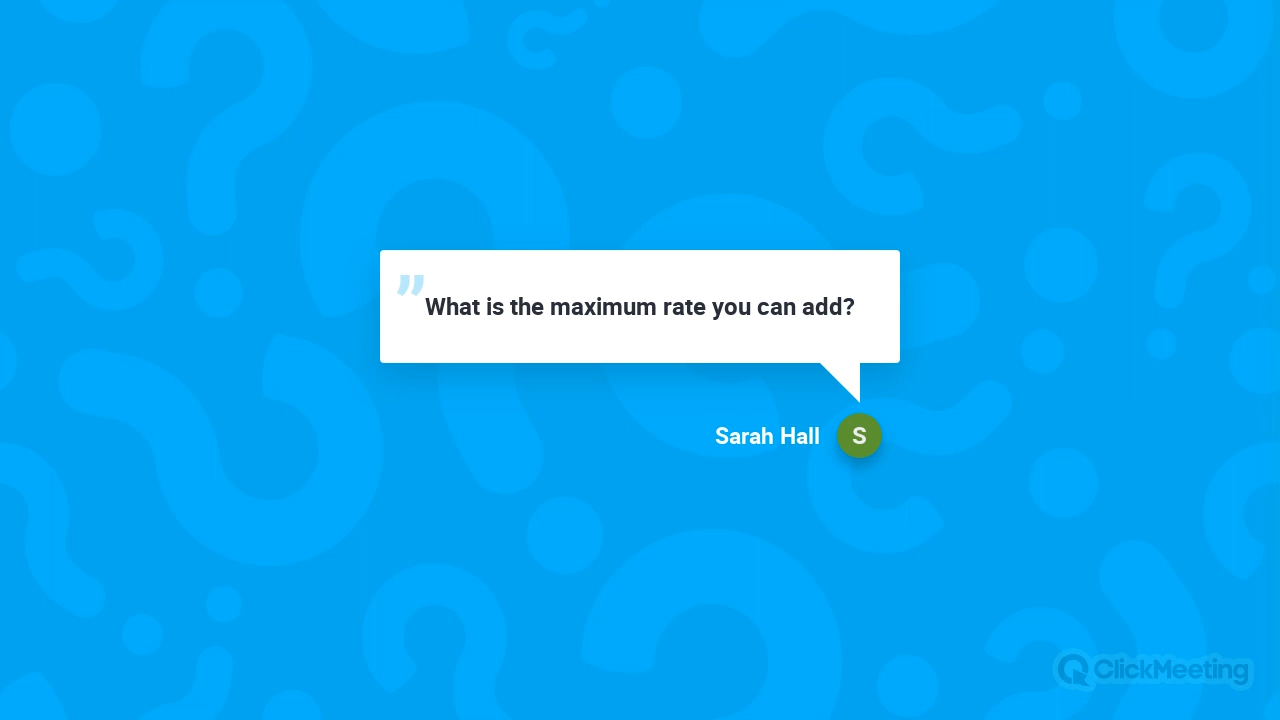 ”
What is the maximum rate you can add?
Sarah Hall
S
ClickMeeting